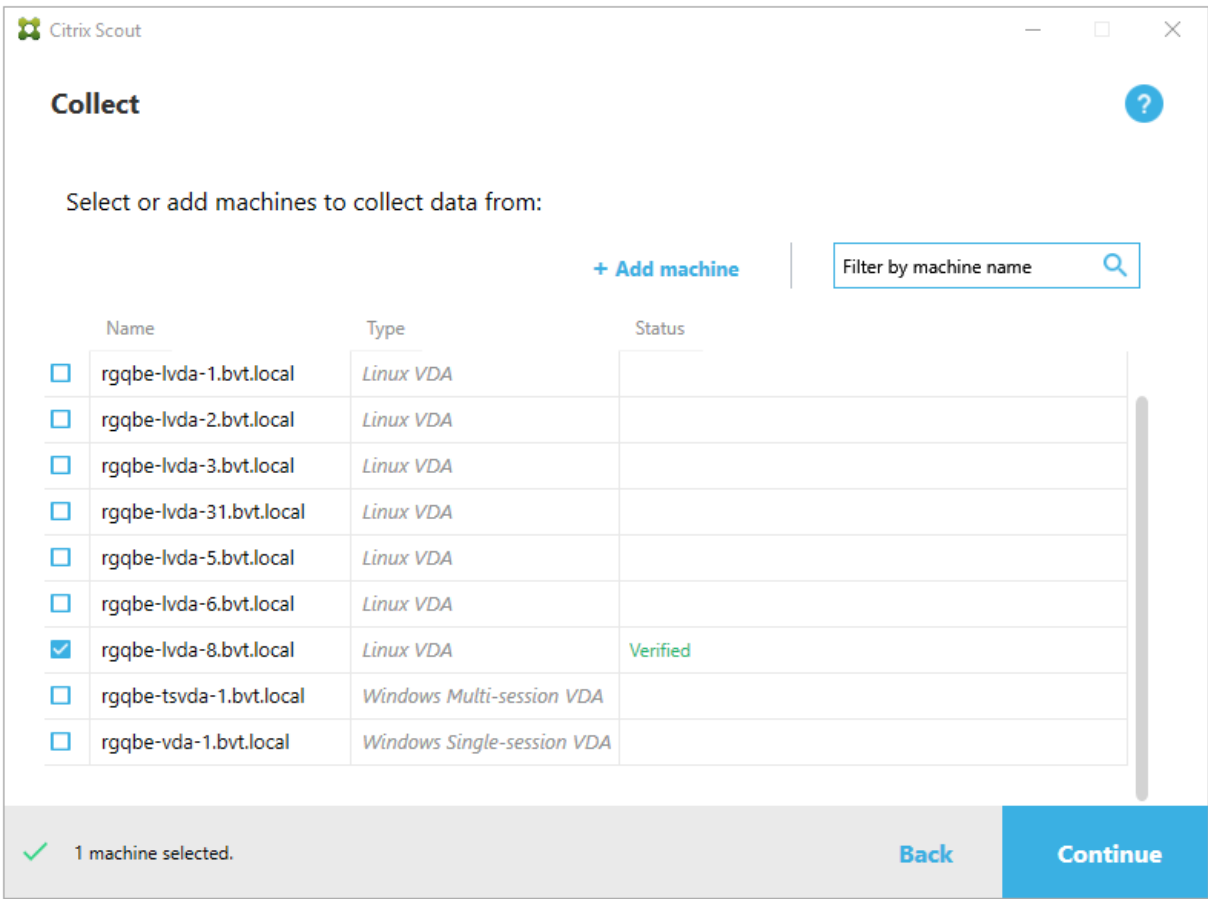 Citrix Scout
Collect
?
Select or add machines to collect data from:
+ Add machine
Filter by machine name
Name Type Status
rgqbe-lvda-1.bvt.local Linux VDA
rgqbe-lvda-2.bvt.local Linux VDA
rgqbe-lvda-3.bvt.local Linux VDA
rgqbe-lvda-31.bvt.local Linux VDA
rgqbe-lvda-5.bvt.local Linux VDA
rgqbe-lvda-6.bvt.local Linux VDA
rgqbe-lvda-8.bvt.local Linux VDA Verified
rgqbe-tsvda-1.bvt.local Windows Multi-session VDA
rgqbe-vda-1.bvt.local Windows Single-session VDA
1 machine selected. Back Continue